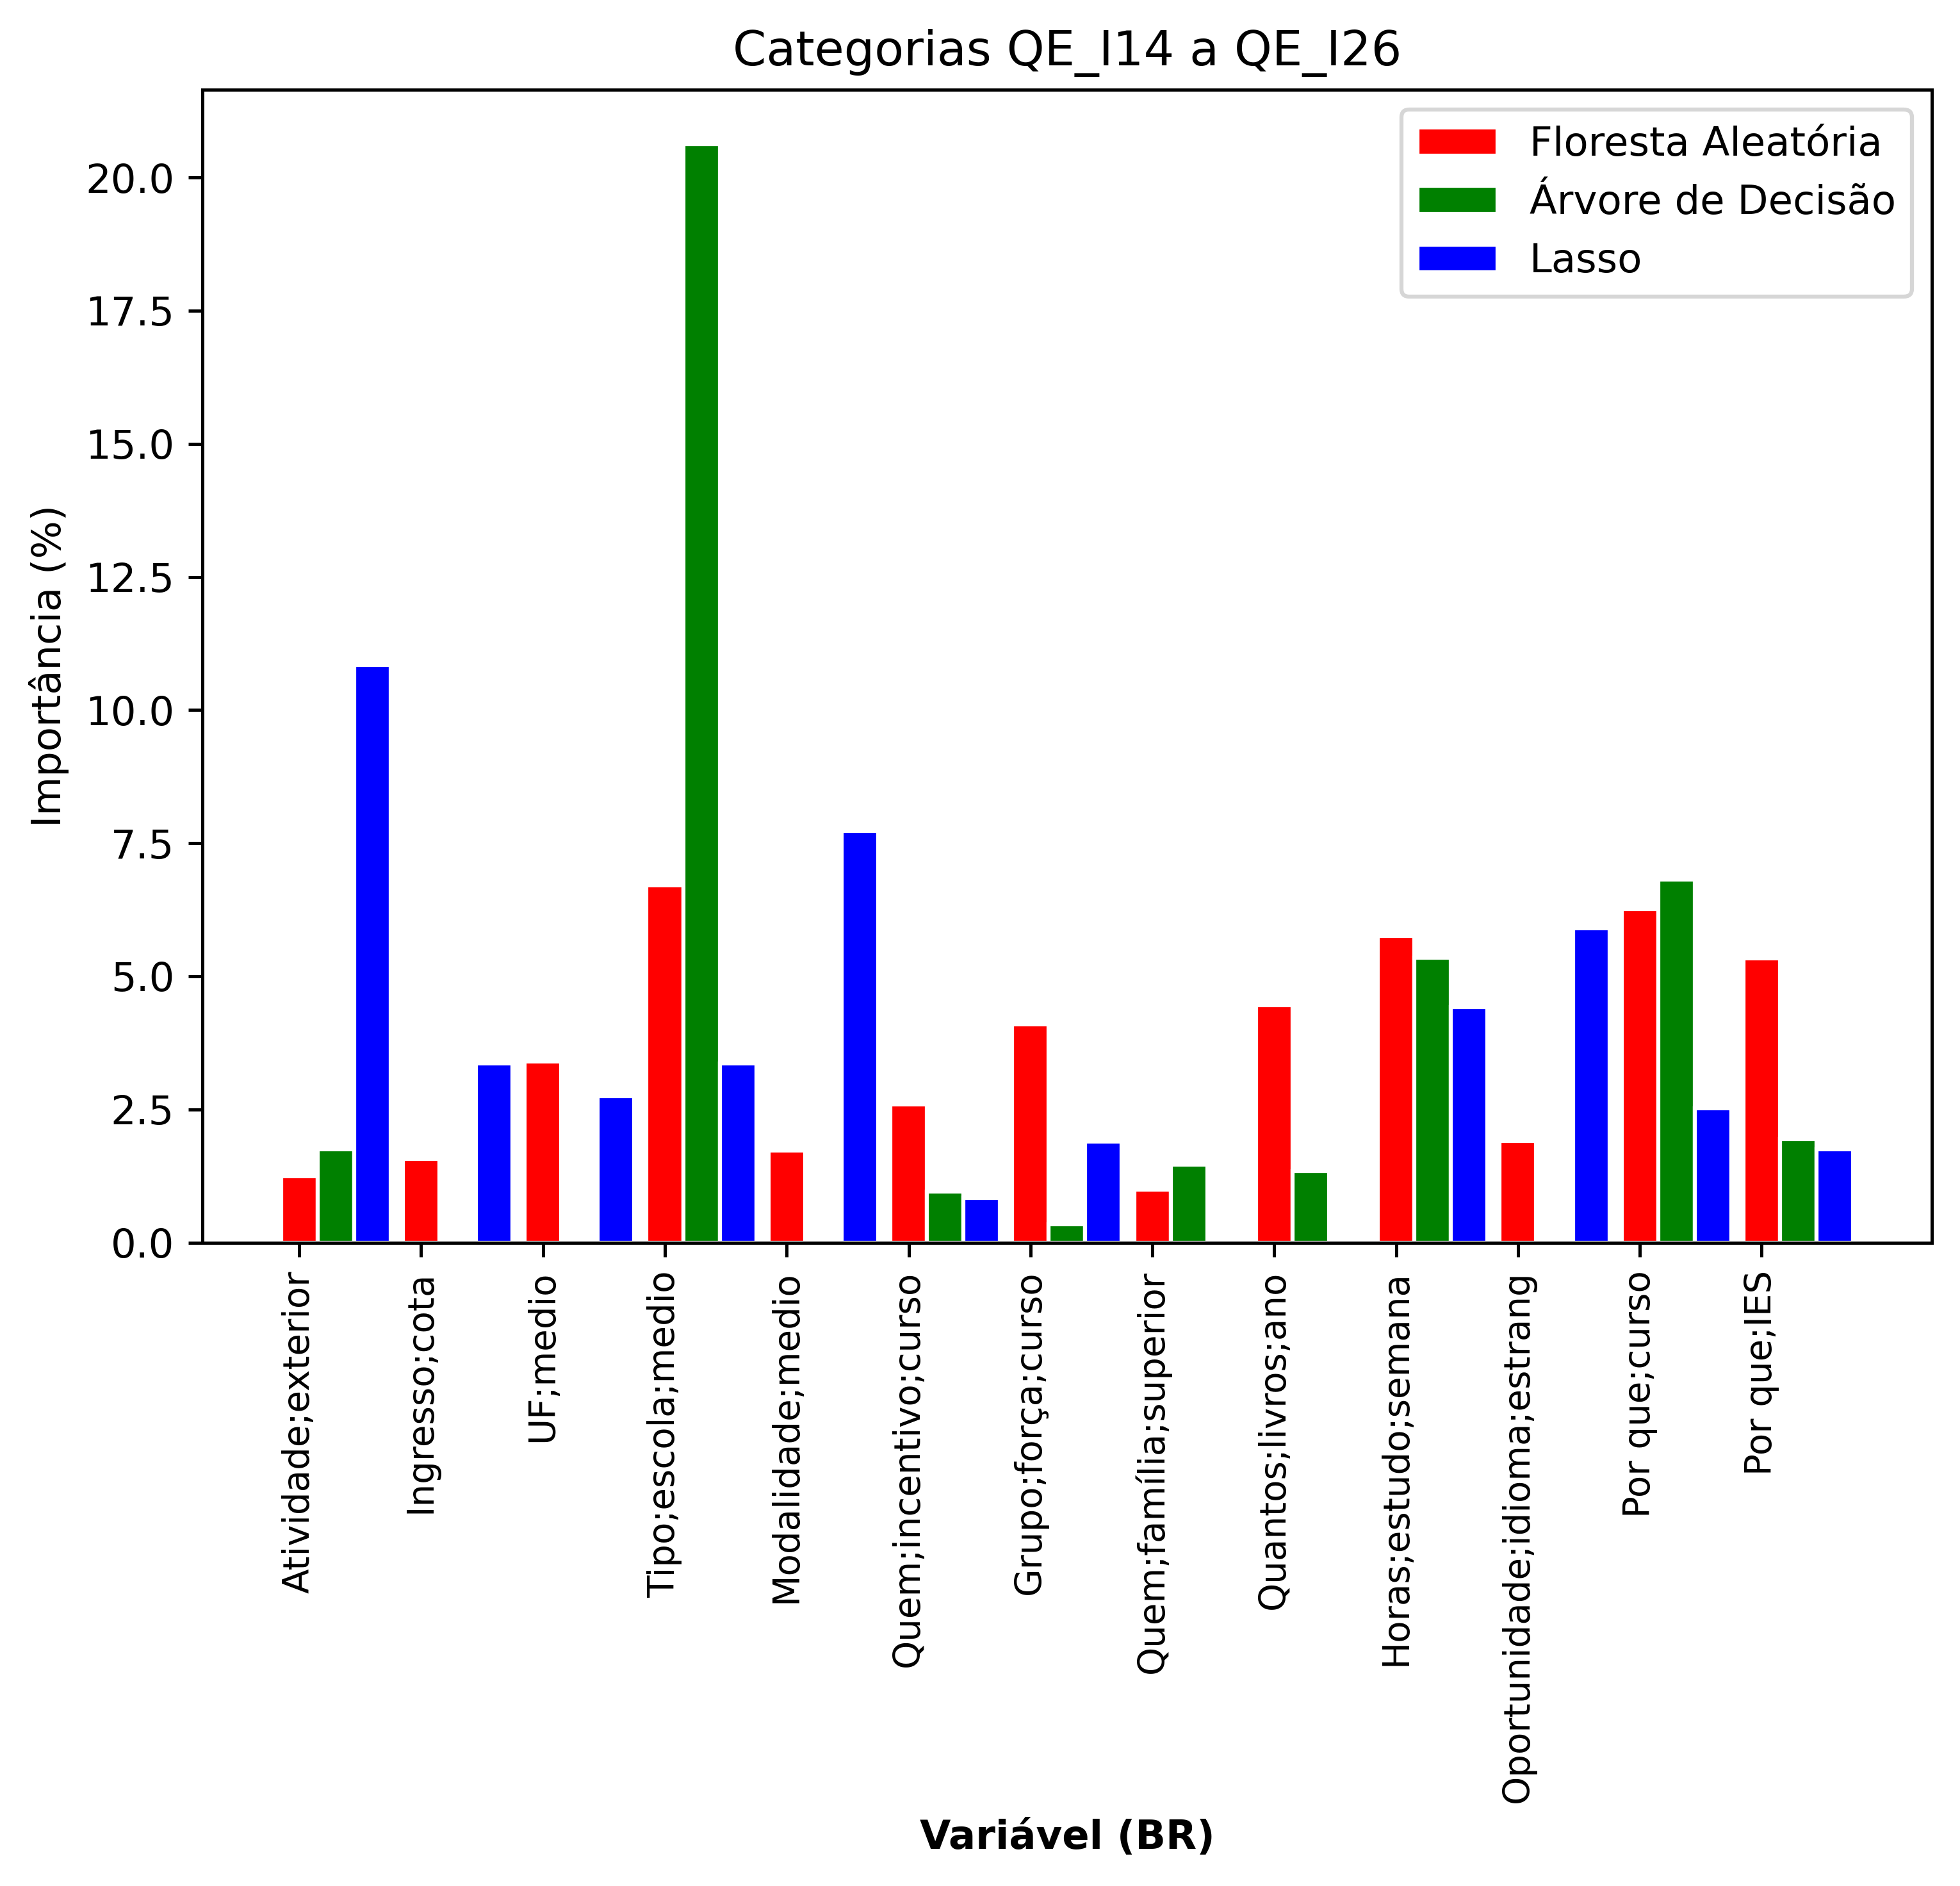 Categorias QE_I14 a QE_I26
Floresta Aleatória
Árvore de Decisão
Lasso
Importância (%)
20.0
17.5
15.0
12.5
10.0
7.5
5.0
2.5
0.0
Atividade;exterior
Ingresso;cota
UF;medio
Tipo;escola;medio
Modalidade;medio
Quem;incentivo;curso
Grupo;força;curso
Quem;família;superior
Quantos;livros;ano
Horas;estudo;semana
Oportunidade;idioma;estrang
Por que;curso
Por que;IES
Variável (BR)